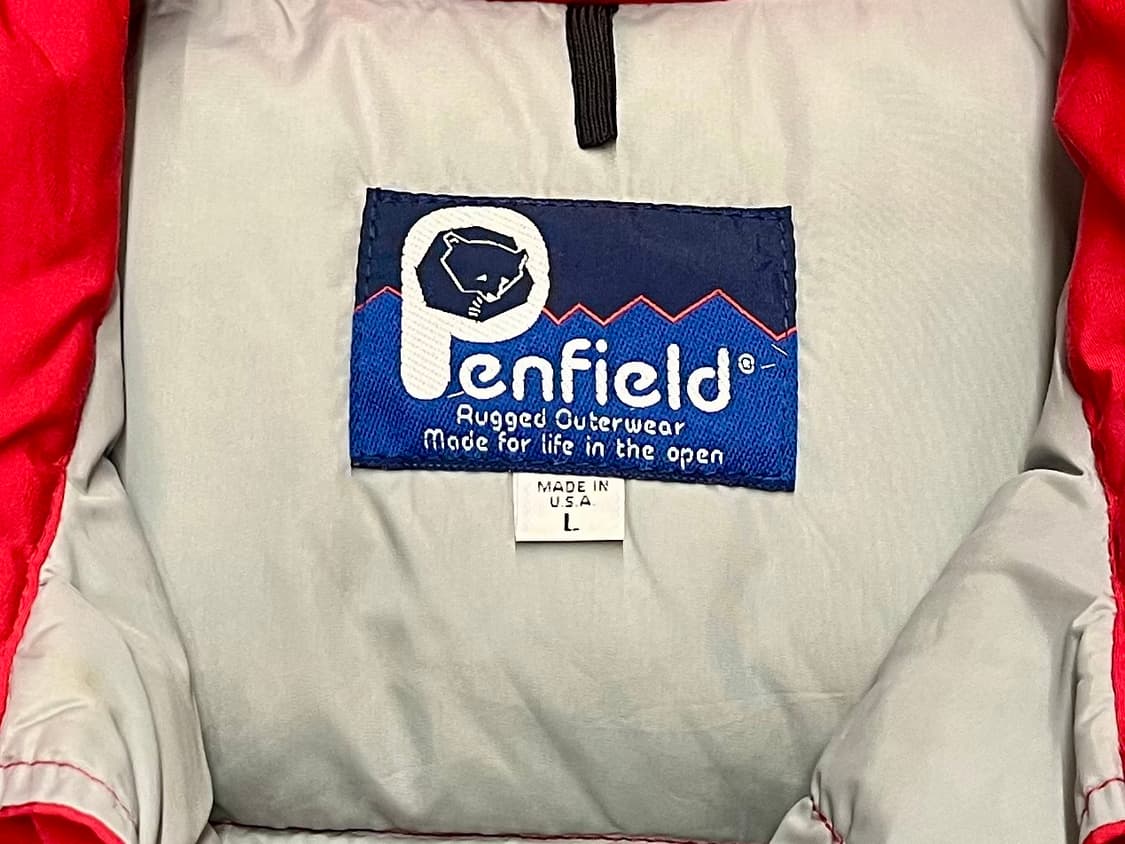 Penfield®
Rugged Outerwear
Made for life in the open
MADE IN
U.S.A.
L